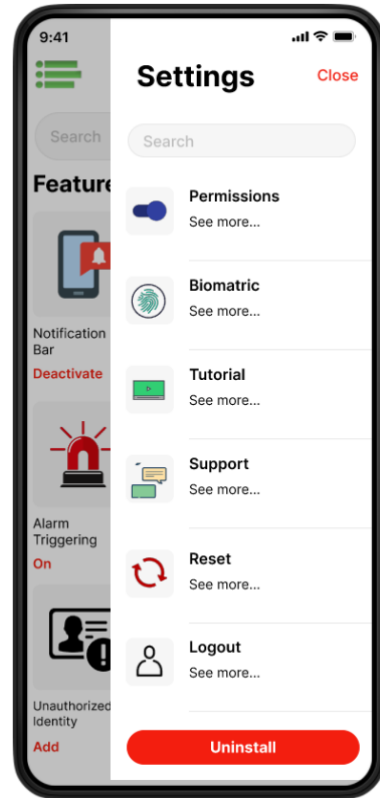 9:41
Settings
Close
Search
Search
Feature
Permissions
See more...
Biomatric
See more...
Notification
Bar
Deactivate
Tutorial
See more...
Support
See more...
Alarm
Triggering
On
Reset
See more...
Logout
See more...
Unauthorized
Identity
Add
Uninstall